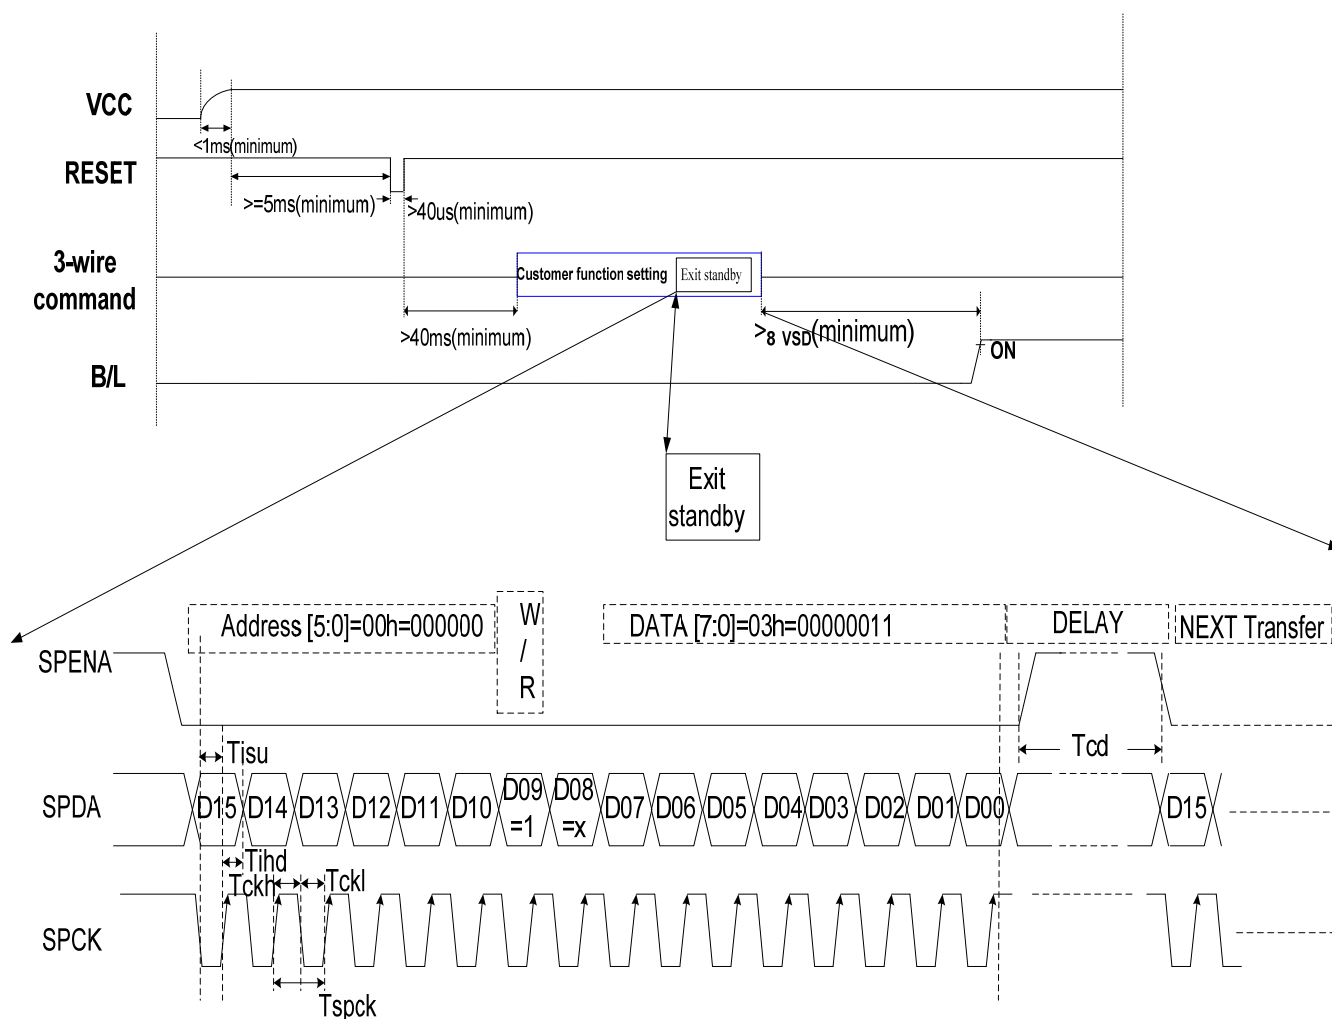 VCC
<1ms(minimum)
RESET
>=5ms(minimum)
>40us(minimum)
3-wire
command
Customer function setting
Exit standby
>40ms(minimum)
>8 VSD(minimum)
ON
B/L
Exit
standby
Address [5:0]=00h=000000
W
/
R
DATA [7:0]=03h=00000011
DELAY
NEXT Transfer
SPENA
Tisu
Tcd
SPDA
D15
D14
D13
D12
D11
D10
D09
=1
D08
=x
D07
D06
D05
D04
D03
D02
D01
D00
D15
Tihd
Tckh
Tckl
SPCK
Tspck